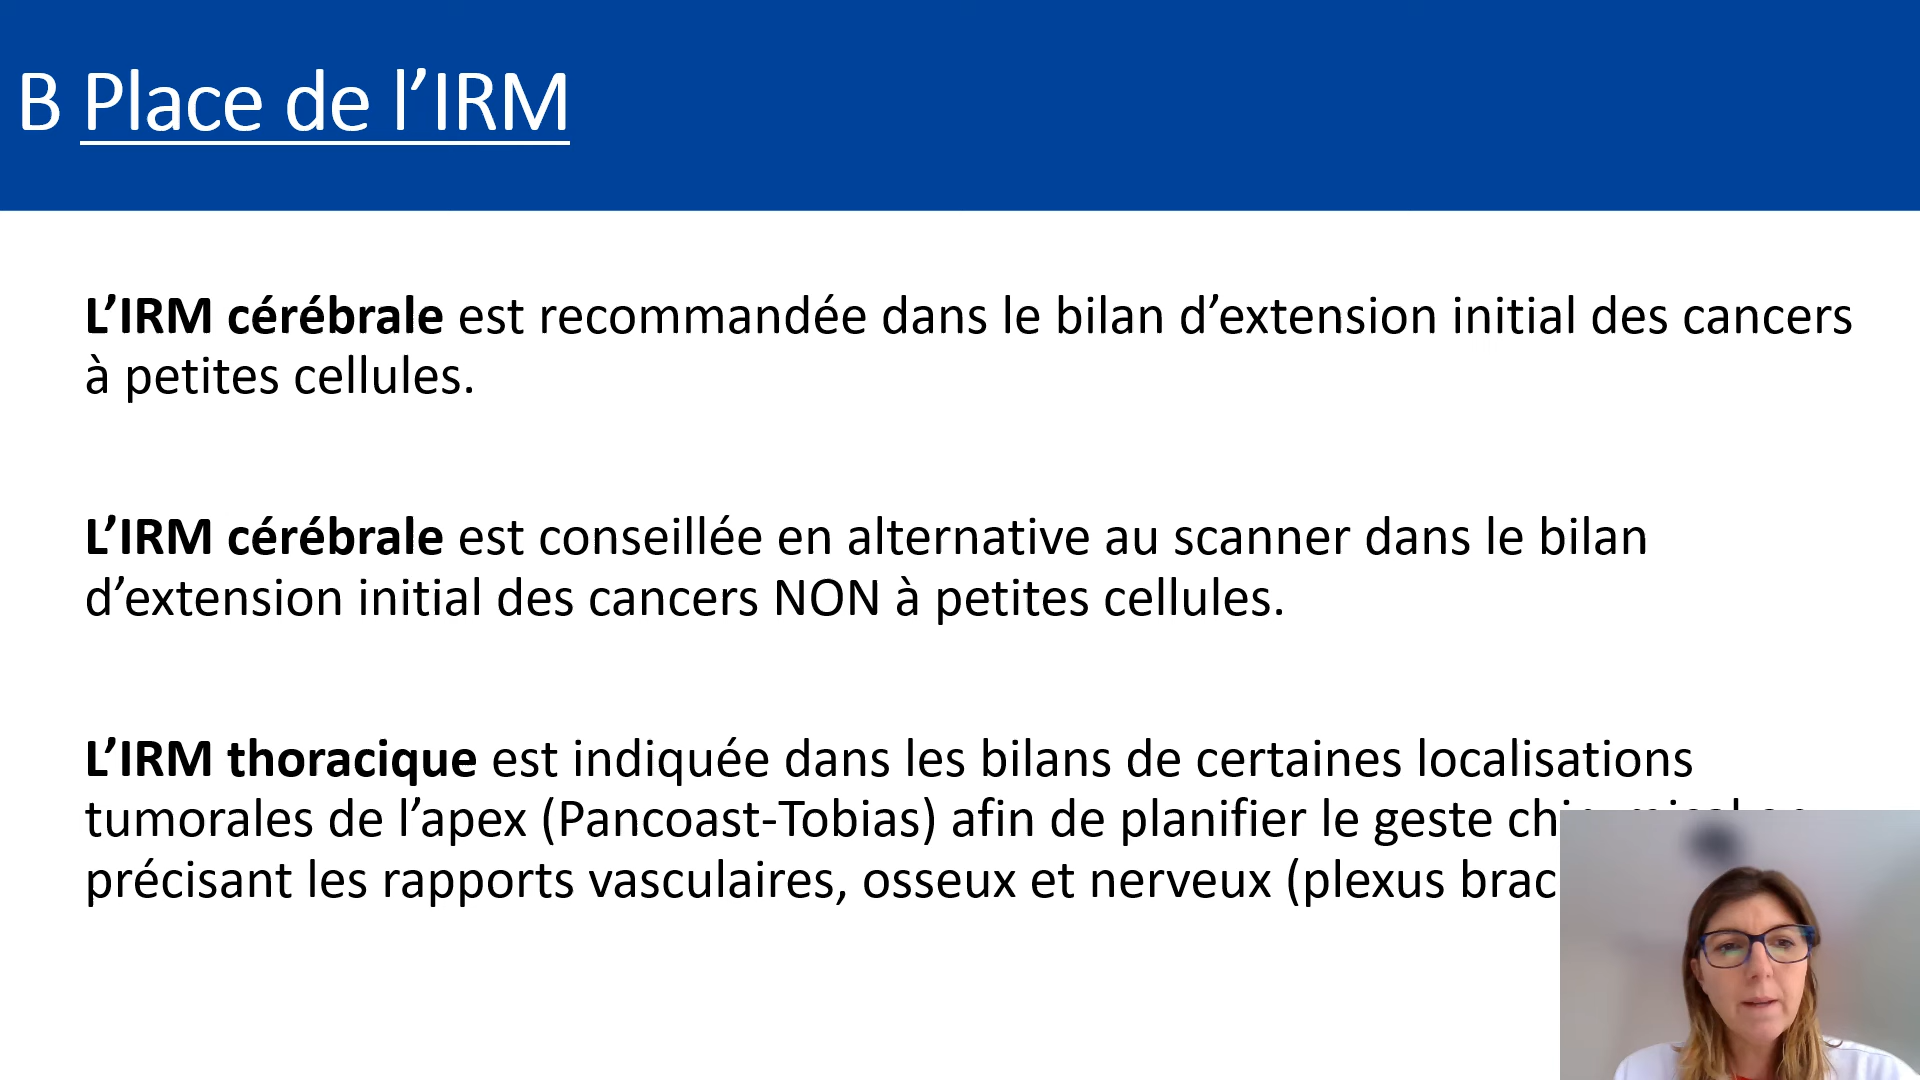 B Place de l’IRM
L’IRM cérébrale est recommandée dans le bilan d’extension initial des cancers
à petites cellules.
L’IRM cérébrale est conseillée en alternative au scanner dans le bilan
d’extension initial des cancers NON à petites cellules.
L’IRM thoracique est indiquée dans les bilans de certaines localisations
tumorales de l’apex (Pancoast-Tobias) afin de planifier le geste
précisant les rapports vasculaires, osseux et nerveux (plexus